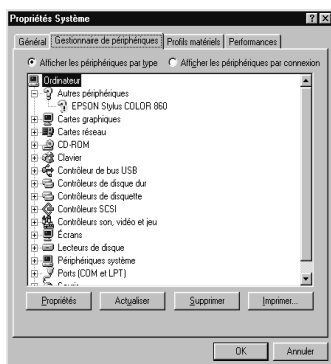 Propriétés Système
Général Gestionnaire de périphériques Profils matériels Performances
Afficher les périphériques par type Afficher les périphériques par connexion
Ordinateur
Autres périphériques
EPSON Stylus COLOR 860
Cartes graphiques
Cartes réseau
CD-ROM
Clavier
Contrôleur de bus USB
Contrôleurs de disque dur
Contrôleurs de disquette
Contrôleurs SCSI
Contrôleurs son, vidéo et jeu
Écrans
Lecteurs de disque
Périphériques système
Ports (COM et LPT)
Propriétés Actualiser Supprimer Imprimer...
OK Annuler